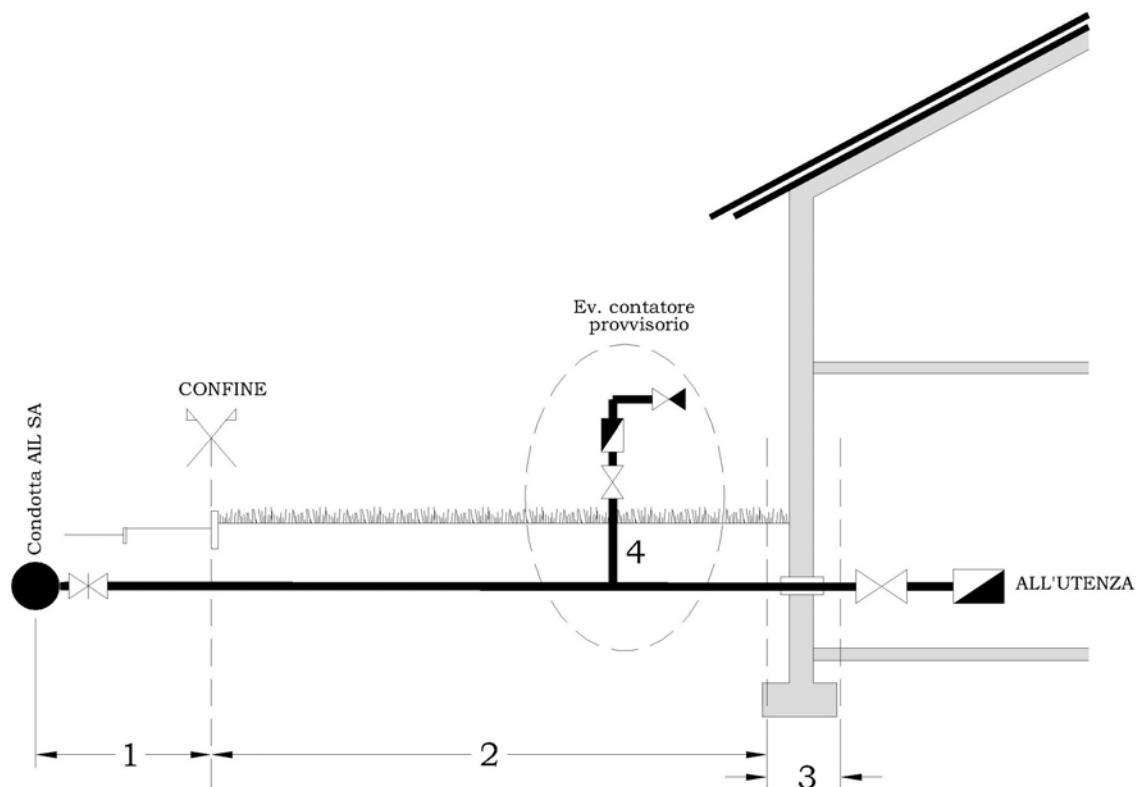 Ev. contatore
provvisorio
CONFINE
Condotta AIL SA
4
ALL'UTENZA
1
2
3